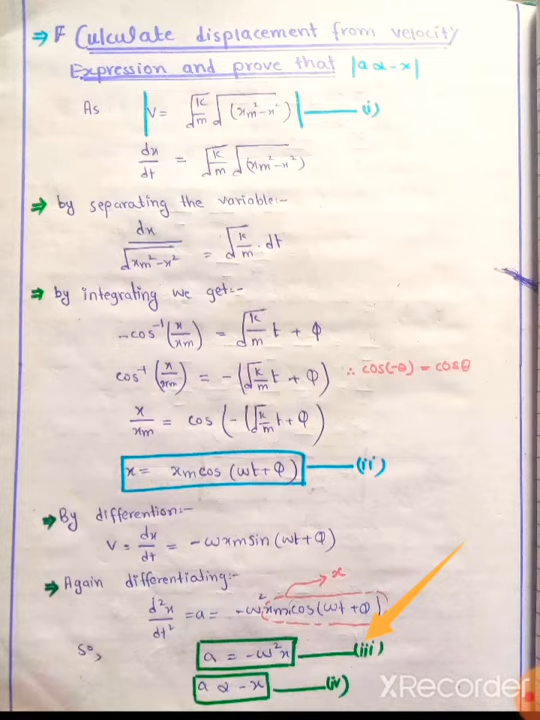 ⇒ F Culculate displacement from velocity
Expression and prove that |a α -x|
As |V = √(k/m) √(xm²-x²)| —— (i)
dx/dt = √(k/m) √(xm²-x²)
⇒ by separating the variable:-
dx/√(xm²-x²) = √(k/m) . dt
⇒ by integrating we get:-
-cos⁻¹(x/xm) = √(k/m) t + φ
cos⁻¹(x/xm) = -(√(k/m) t + φ) ∴ cos(-θ) = cosθ
x/xm = cos(-(√(k/m) t + φ)
x = xm cos (ωt + φ) —— (ii)
⇒ By differention:-
V = dx/dt = -ωxm sin (ωt + φ)
⇒ Again differentiating:- x
d²x/dt² = a = -ω² xm cos(ωt + φ)
So, a = -ω²x —— (iii)
a α -x —— (iv)
XRecorder